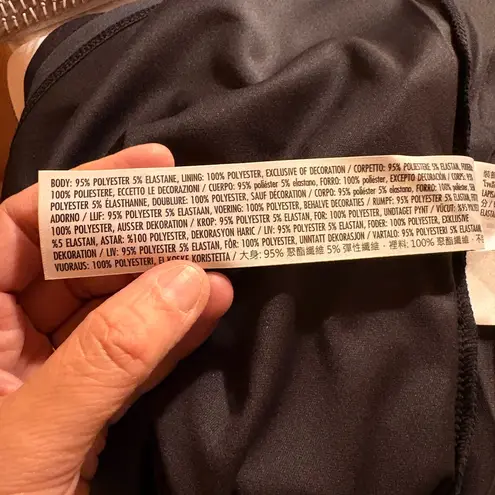 BODY: 95% POLYESTER 5% ELASTANE, LINING: 100% POLYESTER, EXCLUSIVE OF DECORATION / CORPETTO: 95% POLIESTERE 5% ELASTAN, FODERA:
100% POLIESTERE, ECCETTO LE DECORAZIONI / CUERPO: 95% poliéster 5% elastano, FORRO: 100% poliéster, EXCEPTO DECORACIÓN / CORPS: 95%
POLYESTER 5% ÉLASTHANNE, DOUBLURE: 100% POLYESTER, SAUF DÉCORATION / CORPO: 95% poliéster 5% elastano, FORRO: 100% poliéster, SEM
ADORNO / LIJF: 95% POLYESTER 5% ELASTAAN, VOERING: 100% POLYESTER, BEHALVE DECORATIES / RUMPF: 95% POLYESTER 5% ELASTAN,
100% POLYESTER, AUSSER DEKORATION / KROP: 95% POLYESTER 5% ELASTAN, FOR: 100% POLYESTER, UNDTAGET PYNT / VÜCUT: %95 POLYESTER
%5 ELASTAN, ASTAR: %100 POLYESTER, DEKORASYON HARİÇ / LIV: 95% POLYESTER 5% ELASTAN, FODER: 100% POLYESTER, EXKLUSIVE
DEKORATION / LIV: 95% POLYESTER 5% ELASTAN, FÔR: 100% POLYESTER, UNNTATT DEKORASJON / VARTALO: 95% POLYESTERI 5% ELASTAANI
VUORAUS: 100% POLYESTERI, EI KOSKE KORISTEITA / 大身: 95% 聚酯纖維 5% 彈性纖維，裡料: 100% 聚酯纖維，不